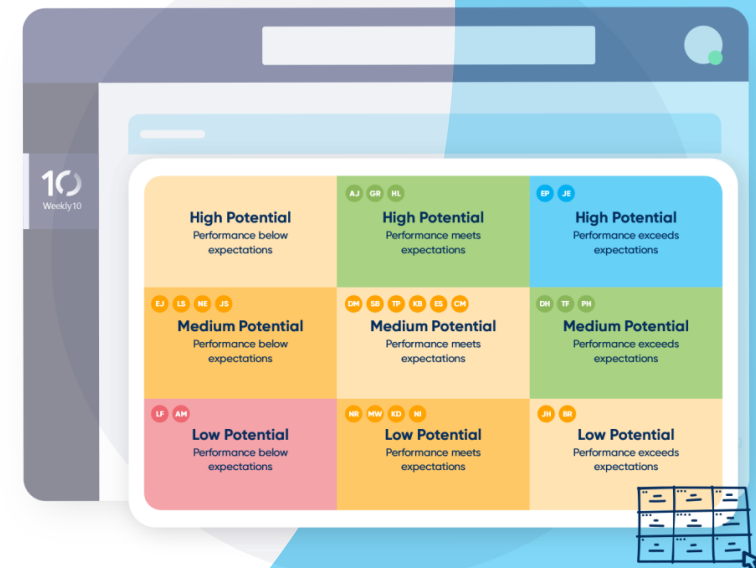 10
Weekly10
High Potential
Performance below
expectations
AJ GR HL
High Potential
Performance meets
expectations
EP JE
High Potential
Performance exceeds
expectations
EJ LS NE JS
Medium Potential
Performance below
expectations
DM SB TP KB ES CM
Medium Potential
Performance meets
expectations
DH TF PH
Medium Potential
Performance exceeds
expectations
LF AM
Low Potential
Performance below
expectations
NR MW KD NI
Low Potential
Performance meets
expectations
JH BR
Low Potential
Performance exceeds
expectations